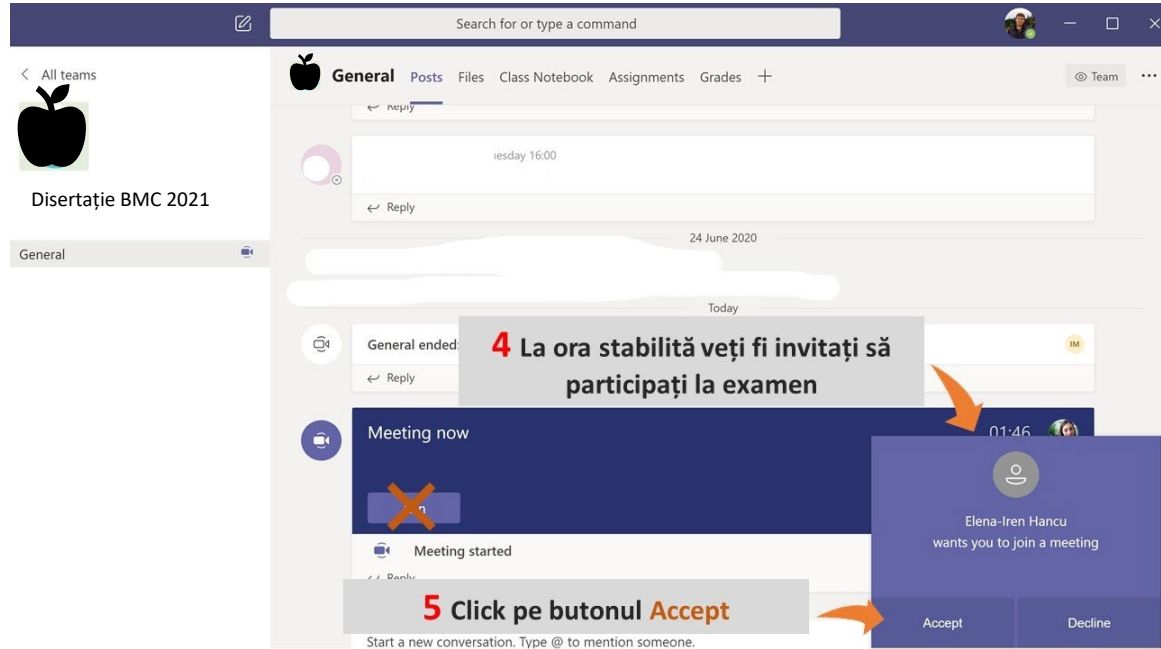 Search for or type a command
All teams
General Posts Files Class Notebook Assignments Grades
Team
Reply
16:00
Disertație BMC 2021
Reply
24 June 2020
General
Today
4 La ora stabilită veți fi invitați să
participați la examen
General ended:
IM
Reply
Meeting now
01:46
Elena-Iren Hancu
wants you to join a meeting
Meeting started
Reply
5 Click pe butonul Accept
Accept
Decline
Start a new conversation. Type @ to mention someone.